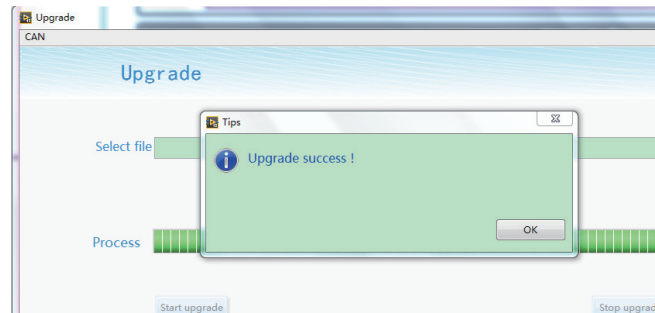 Upgrade
CAN
Upgrade
Tips
Select file
Upgrade success !
OK
Process
Start upgrade
Stop upgrad